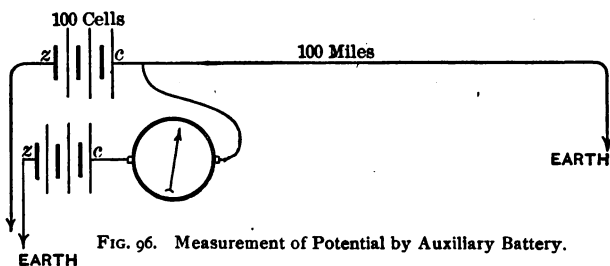 100 Cells
z c
100 Miles
z c
EARTH
EARTH
FIG. 96. Measurement of Potential by Auxiliary Battery.